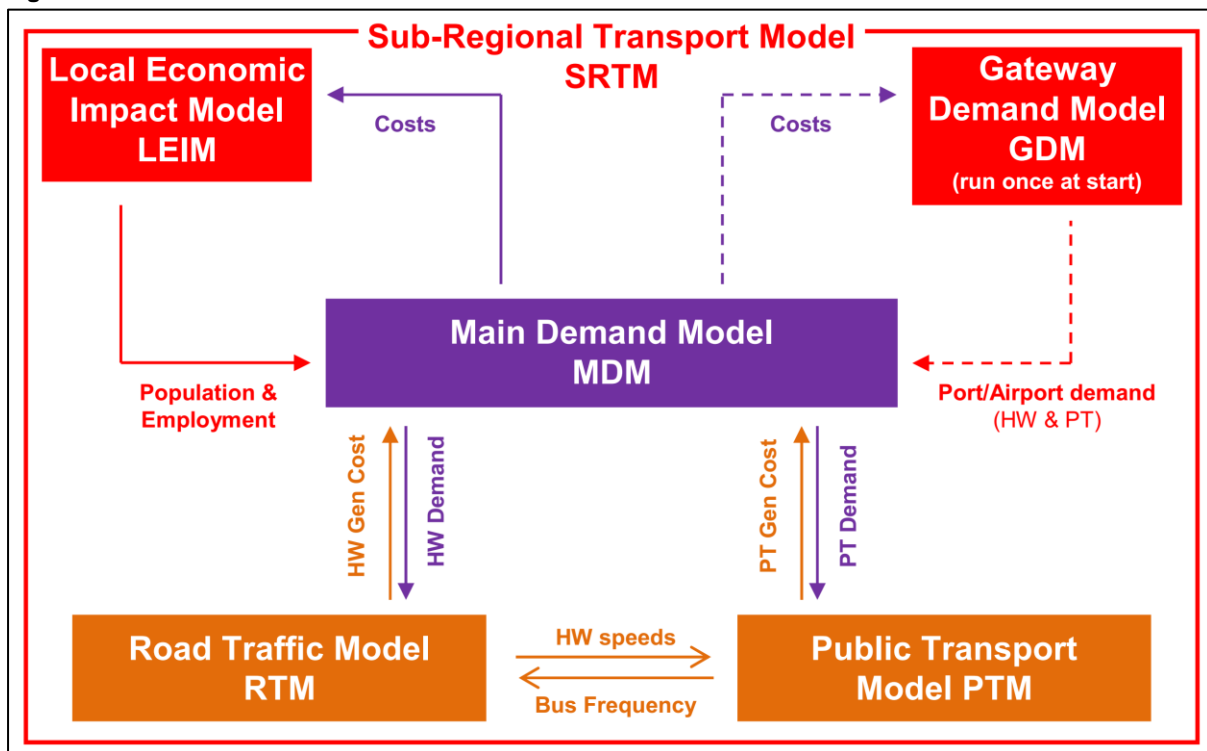 Sub-Regional Transport Model
SRTM
Local Economic
Impact Model
LEIM
Costs
Costs
Gateway
Demand Model
GDM
(run once at start)
Main Demand Model
MDM
Population &
Employment
Port/Airport demand
(HW & PT)
HW Gen Cost
HW Demand
PT Gen Cost
PT Demand
Road Traffic Model
RTM
HW speeds
Bus Frequency
Public Transport
Model PTM